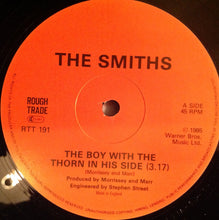 THE SMITHS
ROUGH
TRADE
RTT 191
A SIDE
45 RPM
℗ 1985
Warner Bros.
Music Ltd.
THE BOY WITH THE
THORN IN HIS SIDE (3.17)
(Morrissey and Marr)
Produced by Morrissey and Marr
Engineered by Stephen Street
Made in England